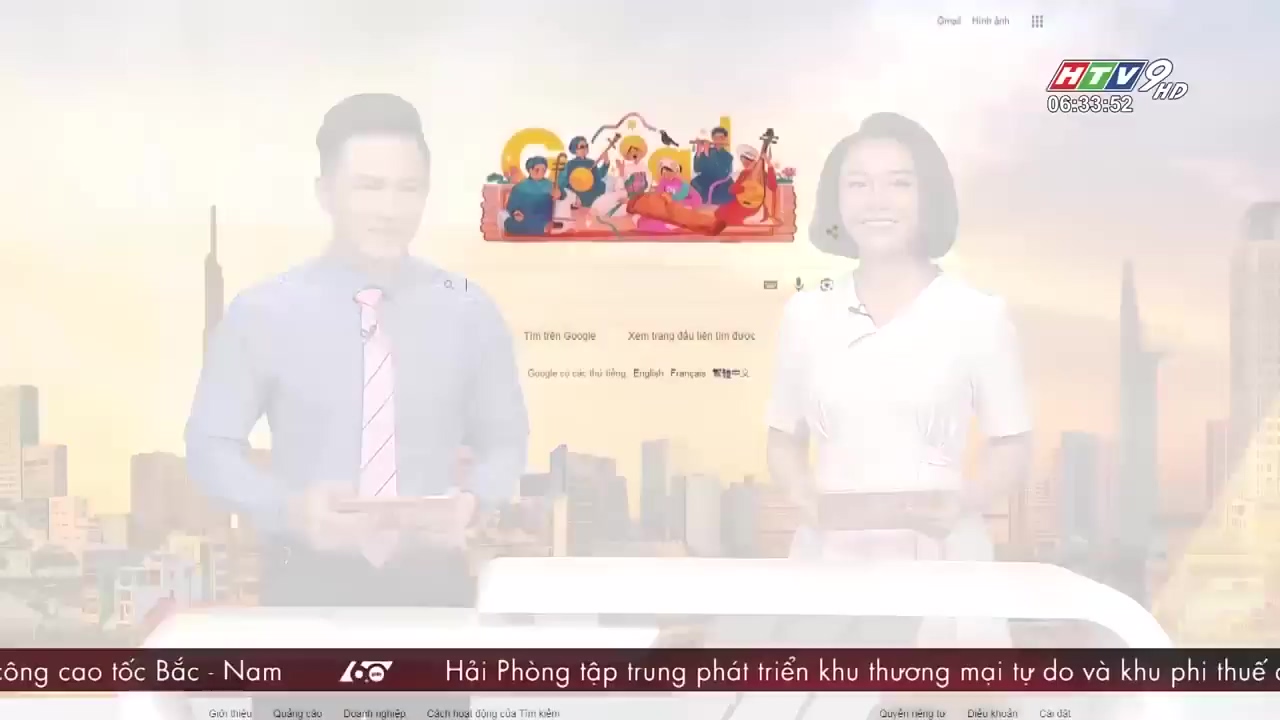 Gmail Hình ảnh
HTV9 HD
06:33:52
Tìm trên Google Xem trang đầu tiên tìm được
Google có các thứ tiếng: English Français 繁體中文
công cao tốc Bắc - Nam 60 Hải Phòng tập trung phát triển khu thương mại tự do và khu phi thuế
Giới thiệu Quảng cáo Doanh nghiệp Cách hoạt động của Tìm kiếm Quyền riêng tư Điều khoản Cài đặt